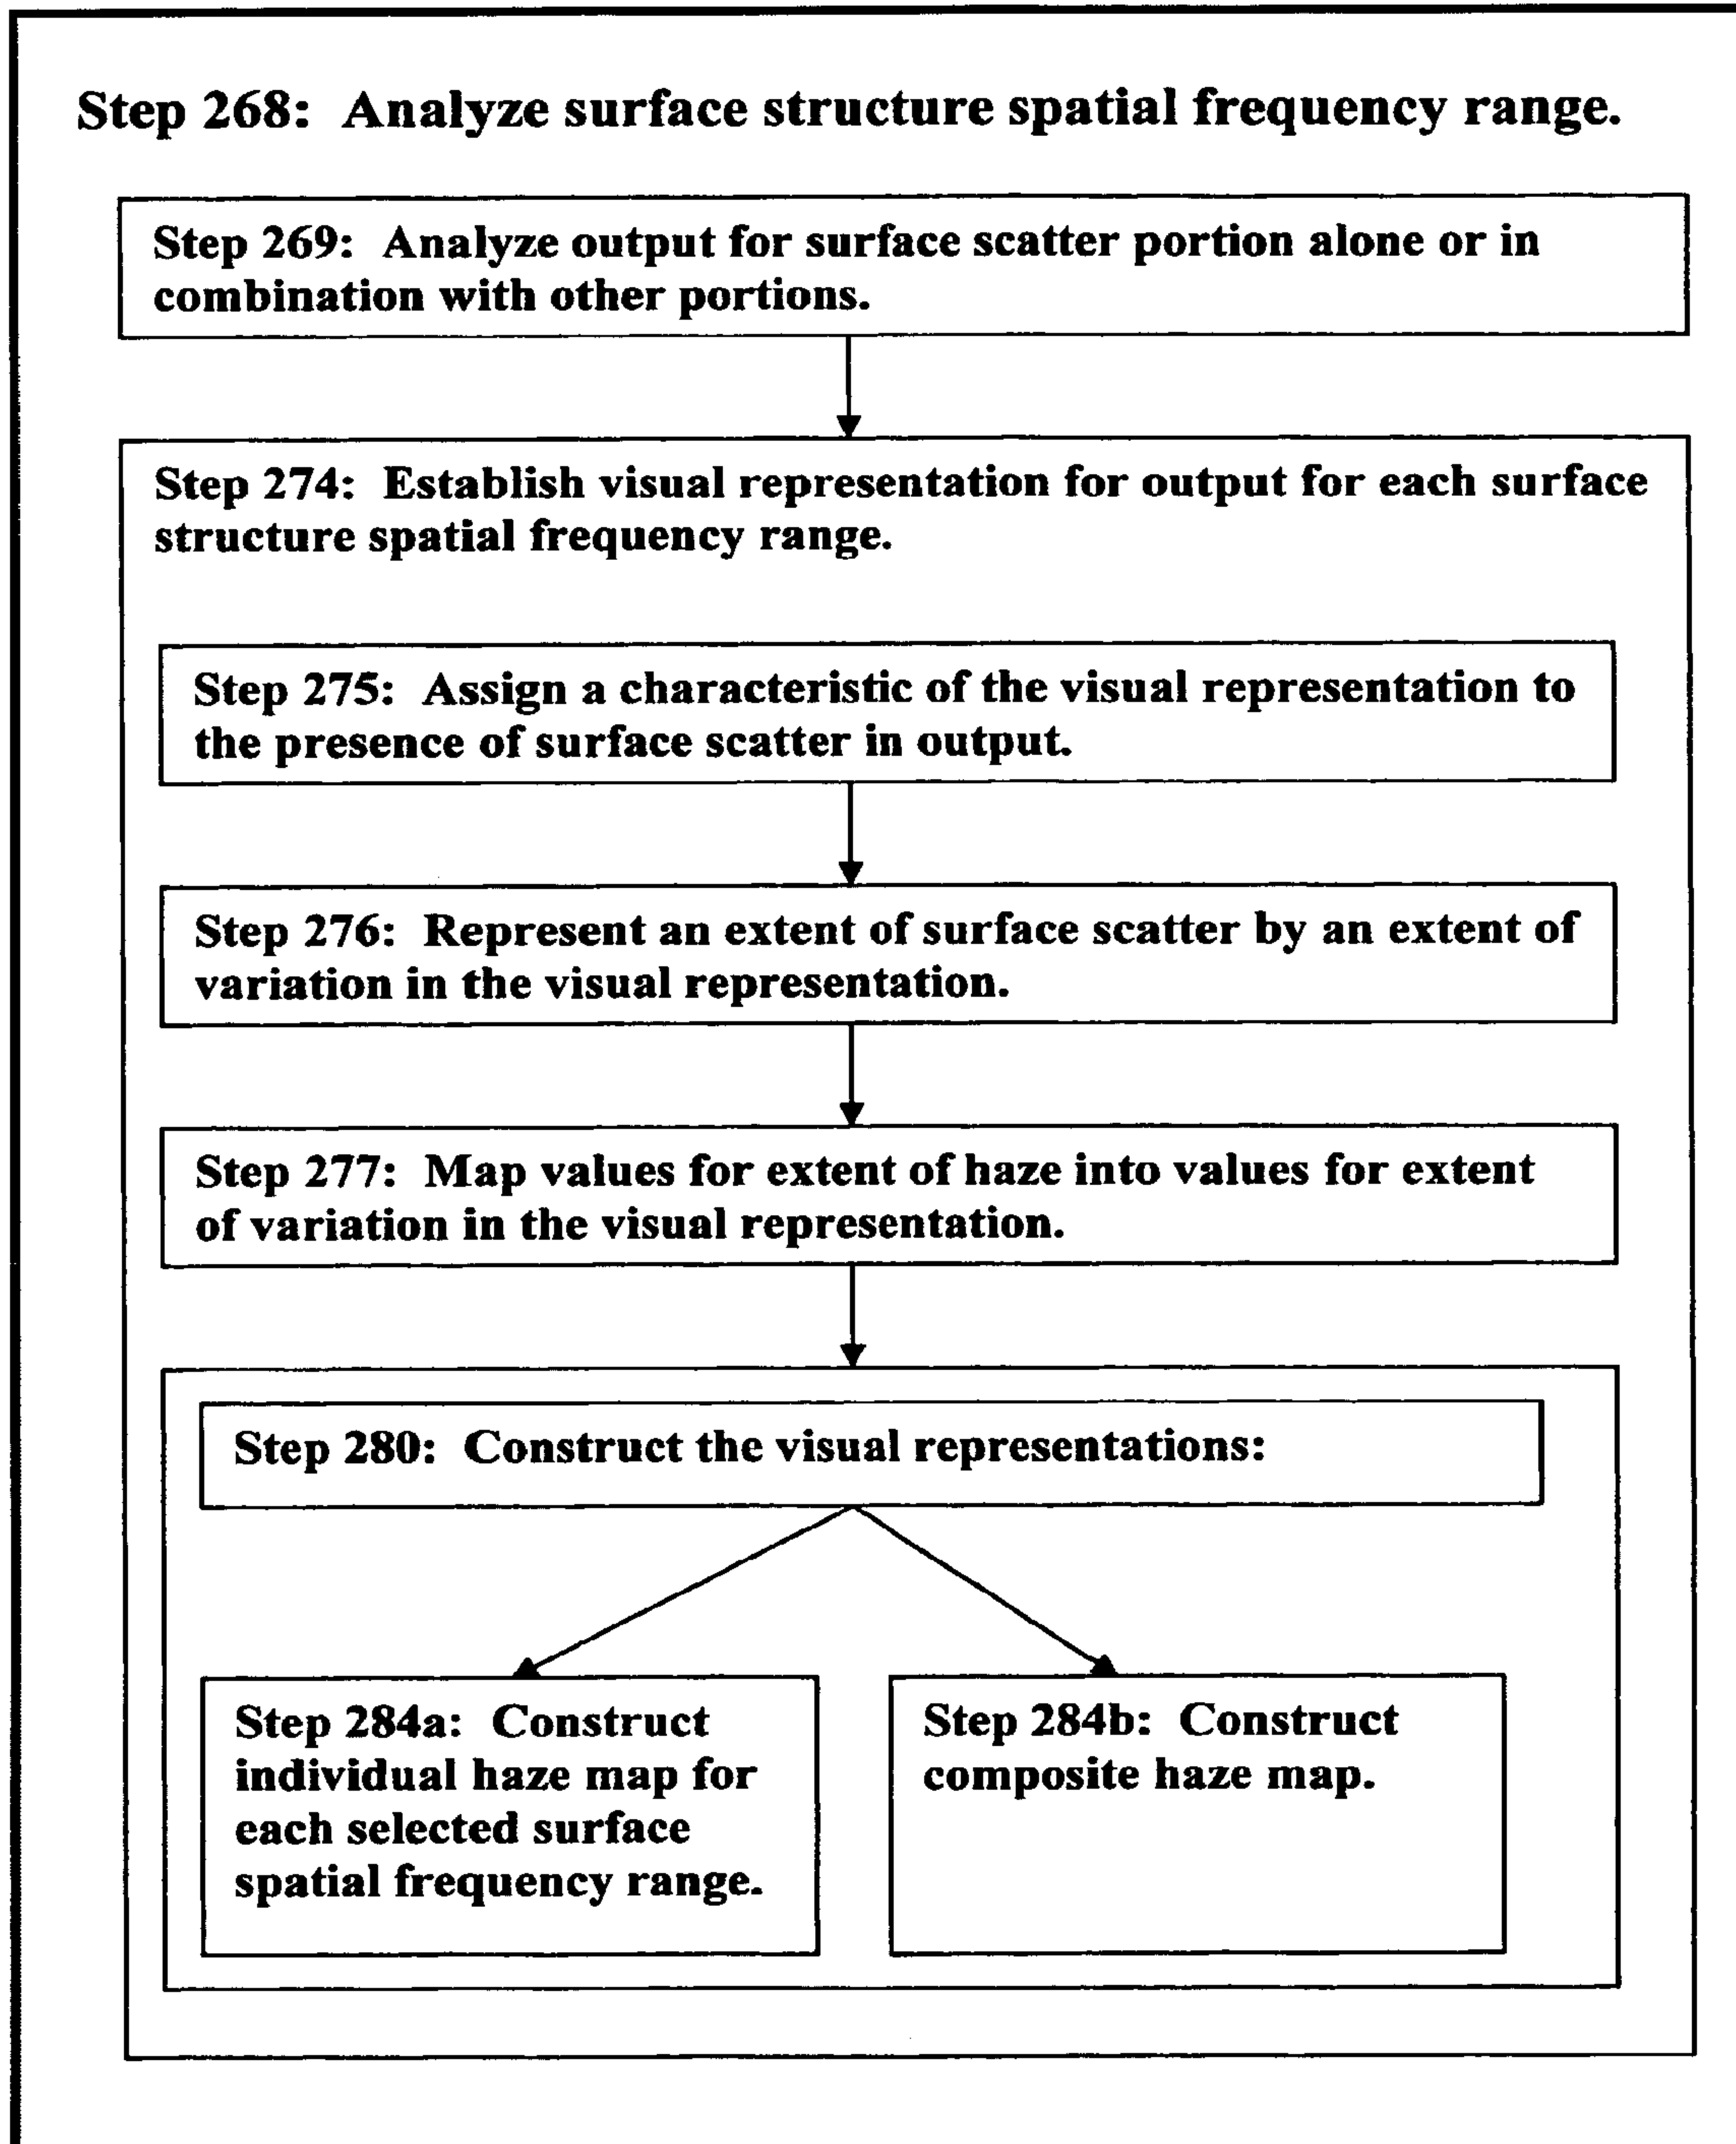 Step 268: Analyze surface structure spatial frequency range.
Step 269: Analyze output for surface scatter portion alone or in
combination with other portions.
Step 274: Establish visual representation for output for each surface
structure spatial frequency range.
Step 275: Assign a characteristic of the visual representation to
the presence of surface scatter in output.
Step 276: Represent an extent of surface scatter by an extent of
variation in the visual representation.
Step 277: Map values for extent of haze into values for extent
of variation in the visual representation.
Step 280: Construct the visual representations:
Step 284a: Construct
individual haze map for
each selected surface
spatial frequency range.
Step 284b: Construct
composite haze map.